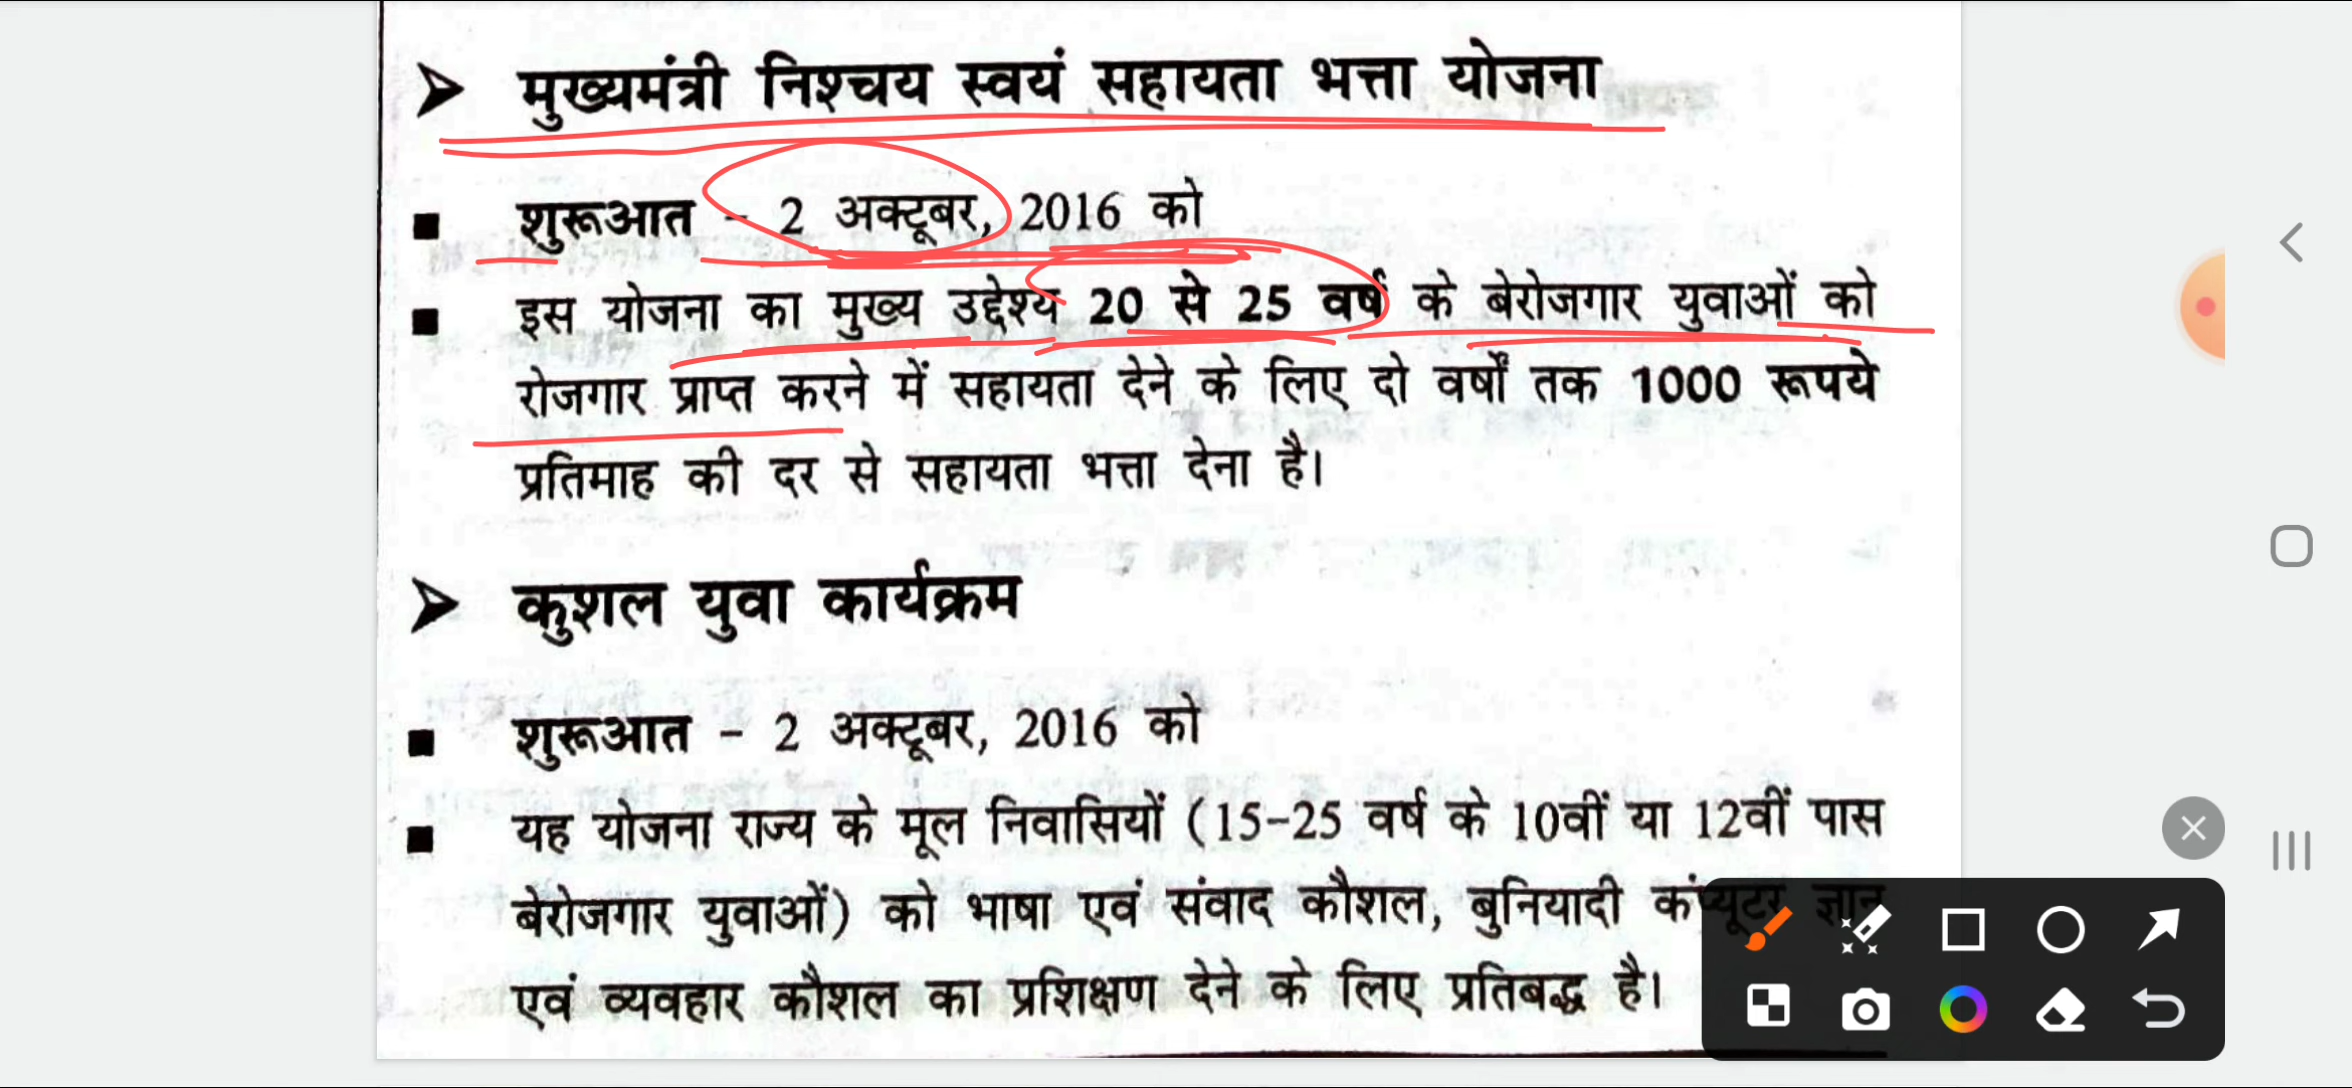 ➤ मुख्यमंत्री निश्चय स्वयं सहायता भत्ता योजना
▪ शुरूआत - 2 अक्टूबर, 2016 को
▪ इस योजना का मुख्य उद्देश्य 20 से 25 वर्ष के बेरोजगार युवाओं को
रोजगार प्राप्त करने में सहायता देने के लिए दो वर्षों तक 1000 रूपये
प्रतिमाह की दर से सहायता भत्ता देना है।
➤ कुशल युवा कार्यक्रम
▪ शुरूआत - 2 अक्टूबर, 2016 को
▪ यह योजना राज्य के मूल निवासियों (15-25 वर्ष के 10वीं या 12वीं पास
बेरोजगार युवाओं) को भाषा एवं संवाद कौशल, बुनियादी कंप्यूटर ज्ञान
एवं व्यवहार कौशल का प्रशिक्षण देने के लिए प्रतिबद्ध है।